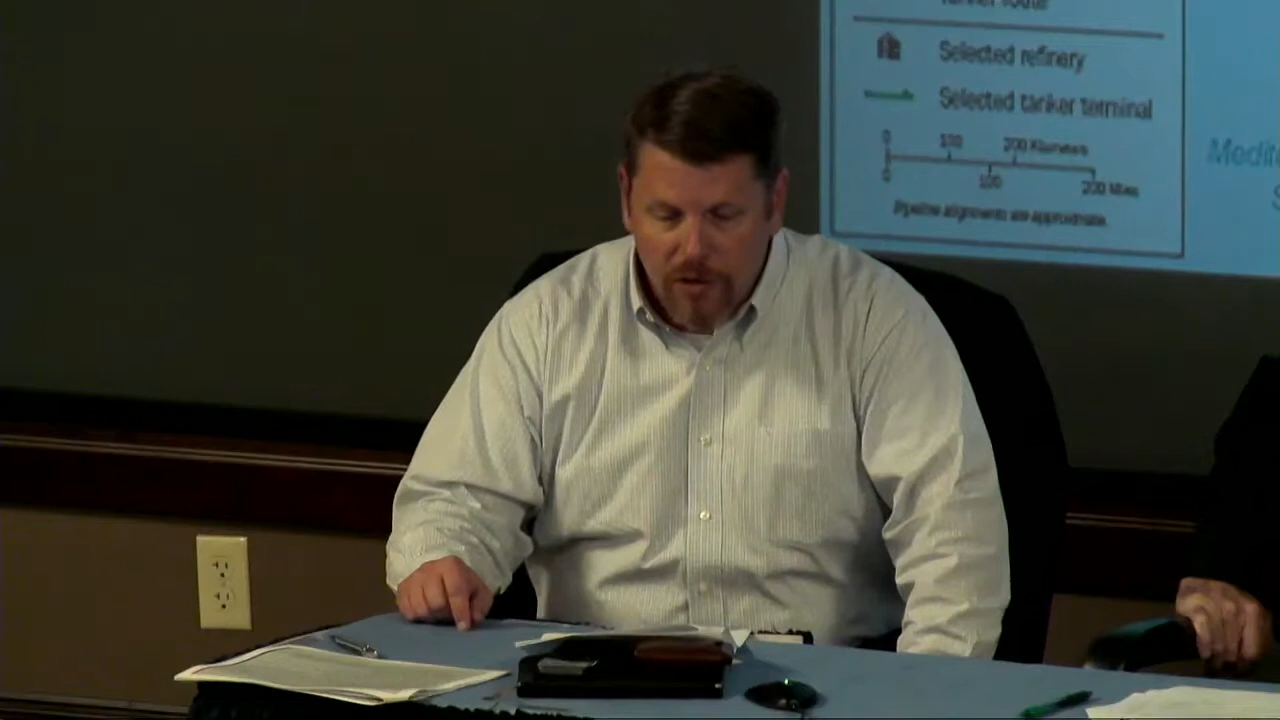 Selected refinery
Selected tanker terminal
0 100 200 Kilometers
0 100 200 Miles
Pipeline alignments are approximate.